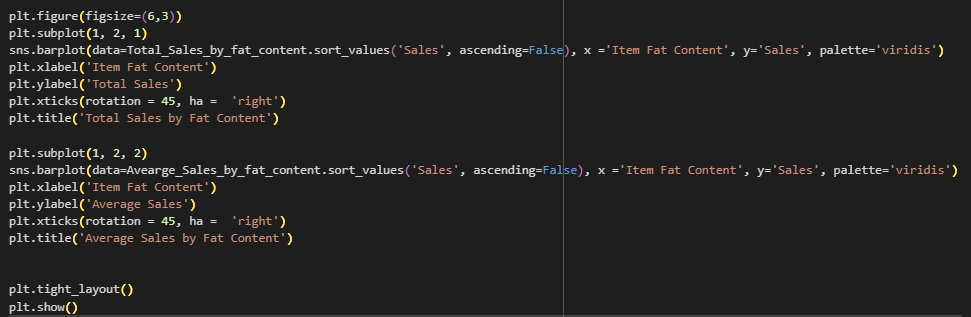 plt.figure(figsize=(6,3))
plt.subplot(1, 2, 1)
sns.barplot(data=Total_Sales_by_fat_content.sort_values('Sales', ascending=False), x ='Item Fat Content', y='Sales', palette='viridis')
plt.xlabel('Item Fat Content')
plt.ylabel('Total Sales')
plt.xticks(rotation = 45, ha =  'right')
plt.title('Total Sales by Fat Content')

plt.subplot(1, 2, 2)
sns.barplot(data=Avearge_Sales_by_fat_content.sort_values('Sales', ascending=False), x ='Item Fat Content', y='Sales', palette='viridis')
plt.xlabel('Item Fat Content')
plt.ylabel('Average Sales')
plt.xticks(rotation = 45, ha =  'right')
plt.title('Average Sales by Fat Content')

plt.tight_layout()
plt.show()